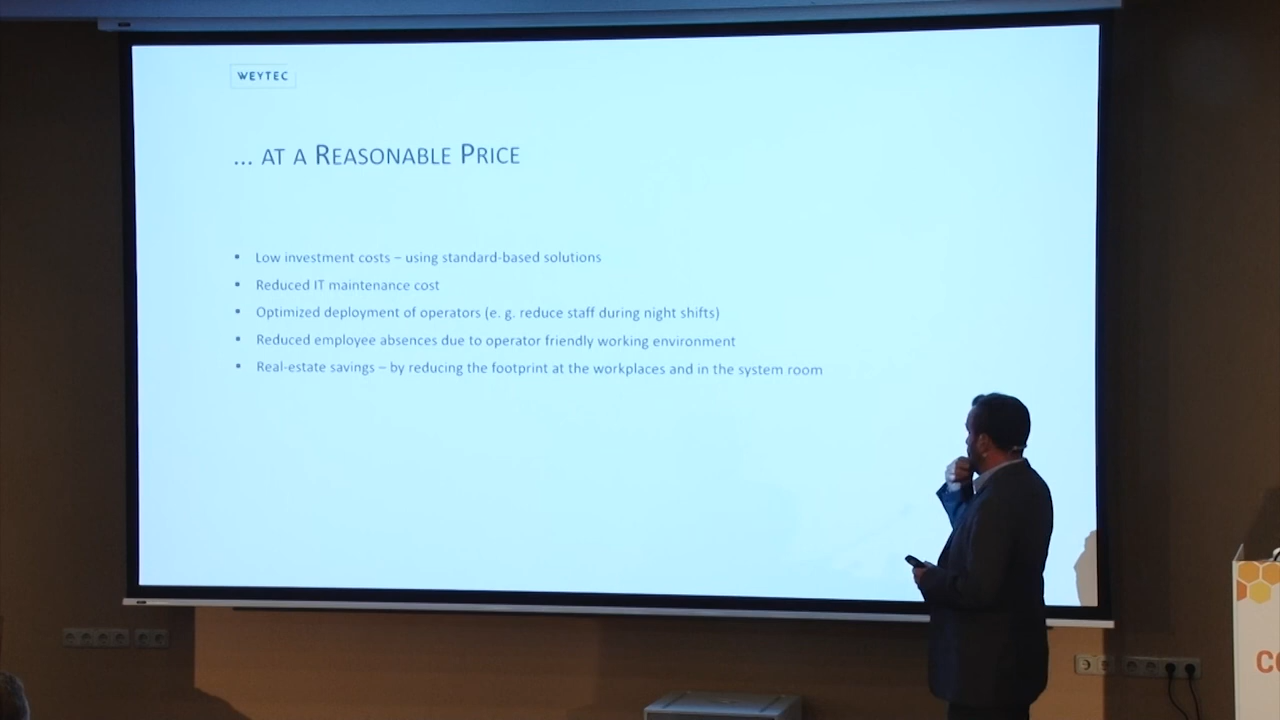 WEYTEC
... AT A REASONABLE PRICE
▪ Low investment costs – using standard-based solutions
▪ Reduced IT maintenance cost
▪ Optimized deployment of operators (e. g. reduce staff during night shifts)
▪ Reduced employee absences due to operator friendly working environment
▪ Real-estate savings – by reducing the footprint at the workplaces and in the system room